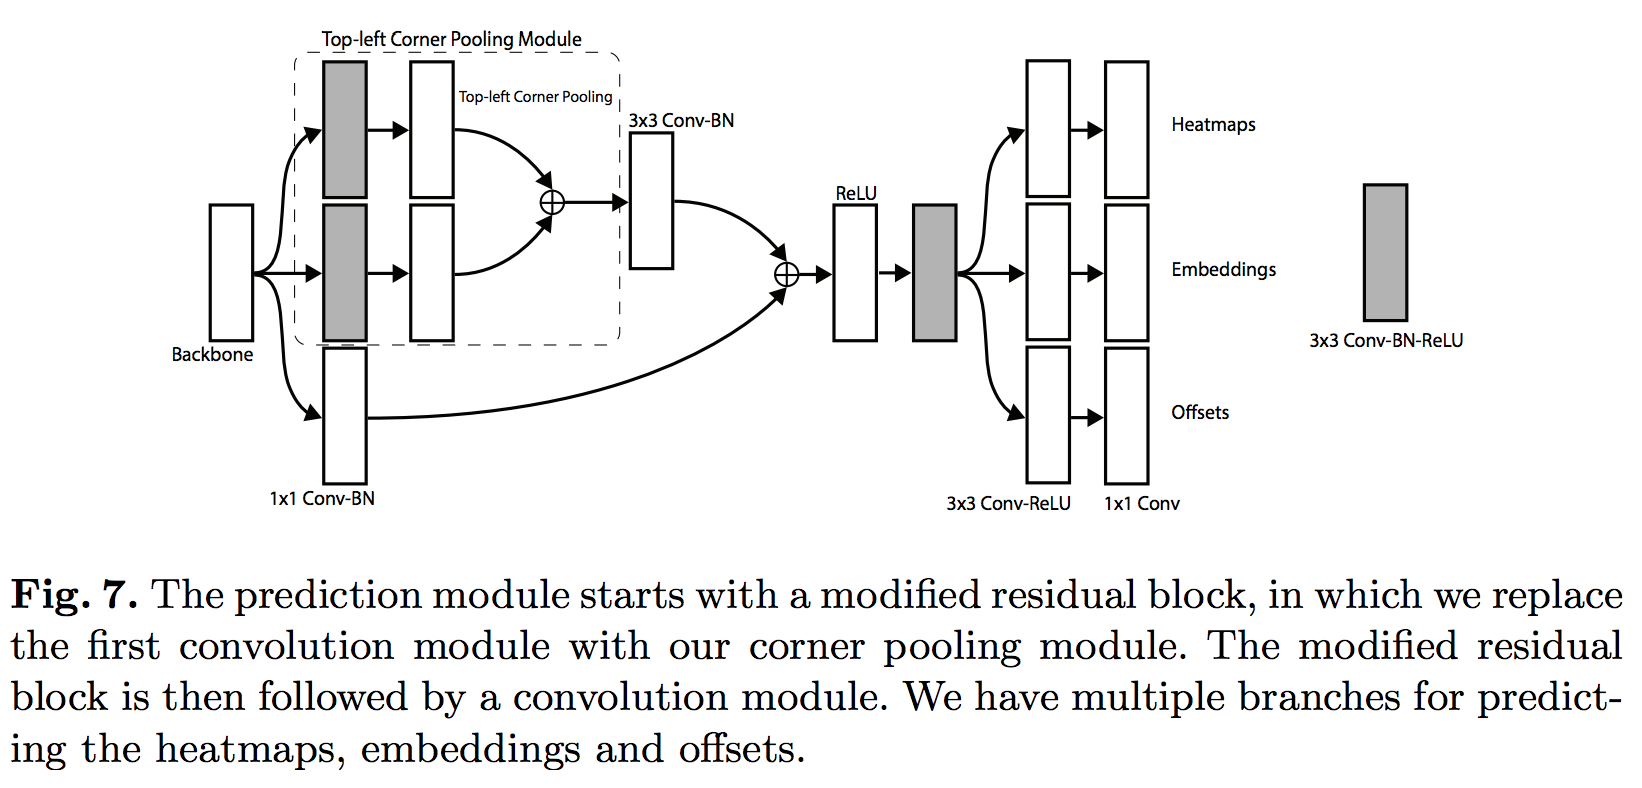 Top-left Corner Pooling Module
Top-left Corner Pooling
3x3 Conv-BN
Backbone
1x1 Conv-BN
ReLU
Heatmaps
Embeddings
Offsets
3x3 Conv-ReLU
1x1 Conv
3x3 Conv-BN-ReLU
Fig. 7. The prediction module starts with a modified residual block, in which we replace
the first convolution module with our corner pooling module. The modified residual
block is then followed by a convolution module. We have multiple branches for predict-
ing the heatmaps, embeddings and offsets.